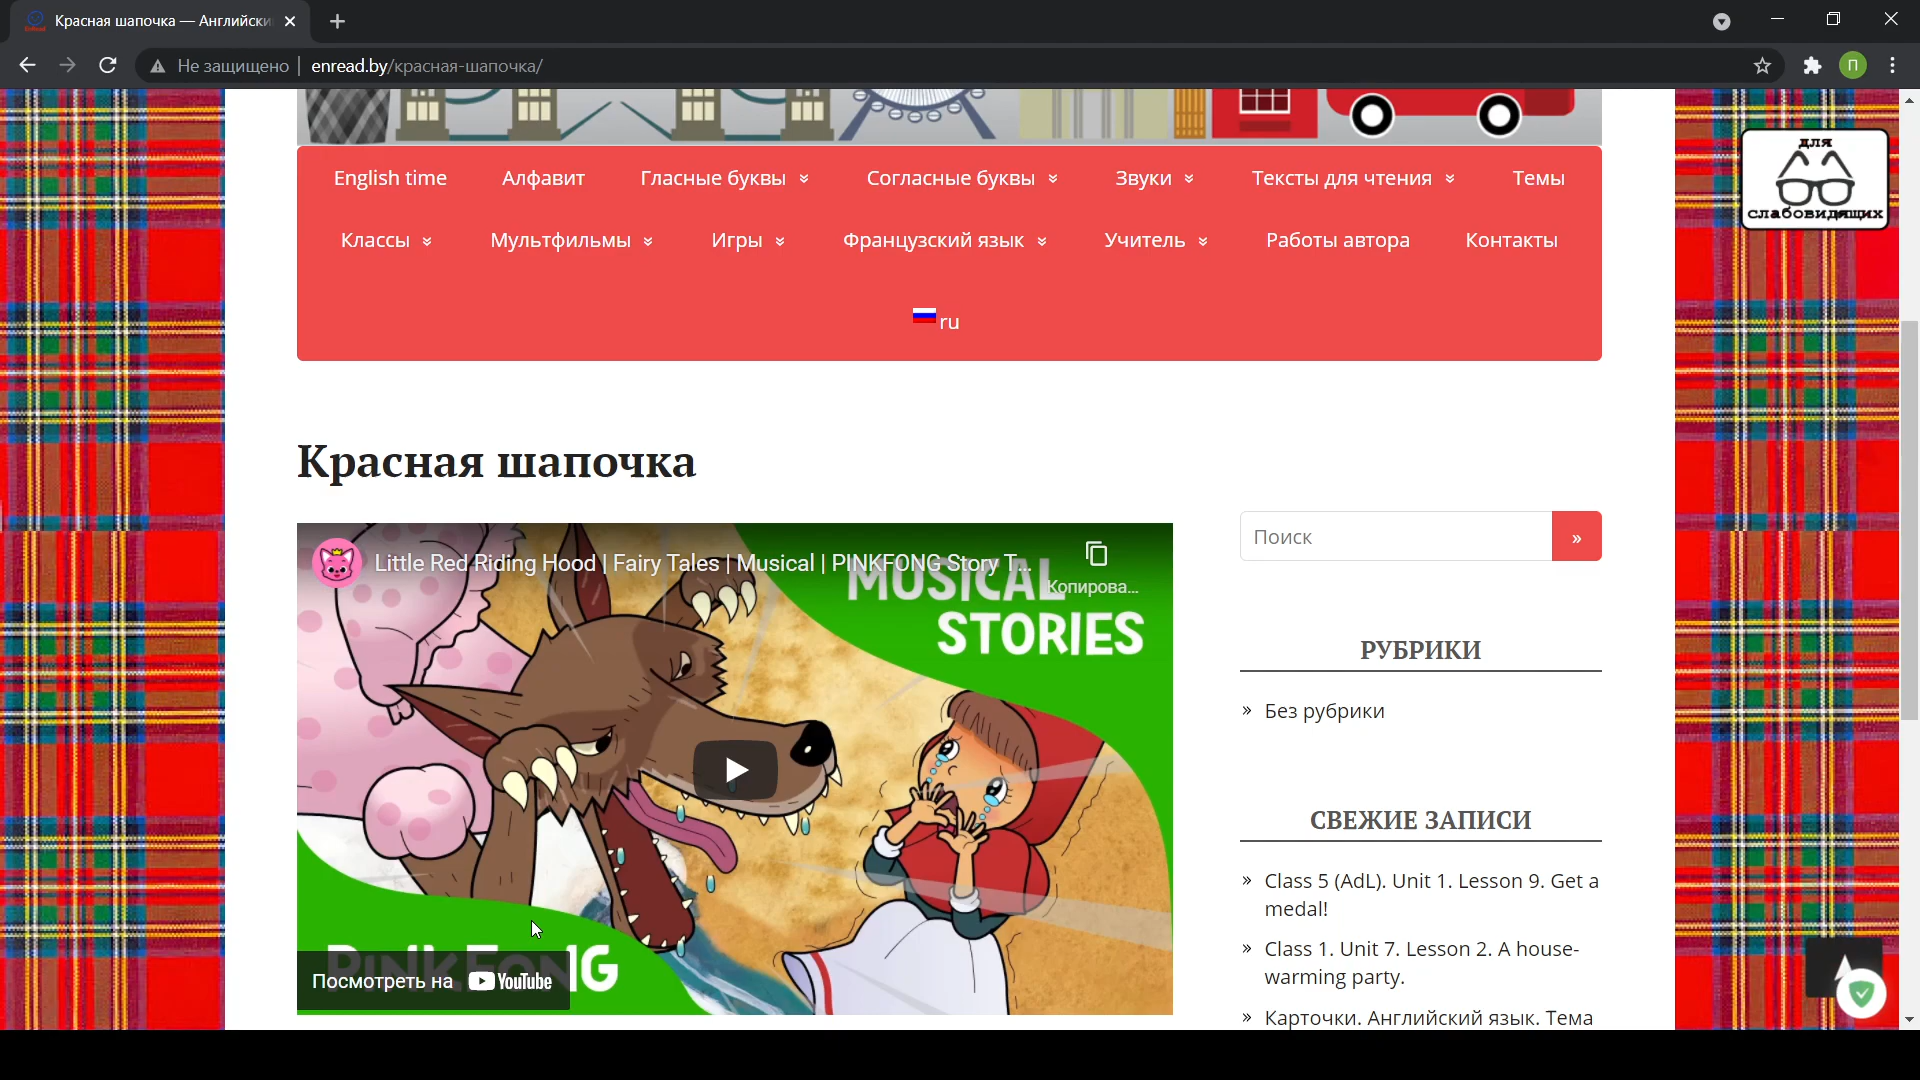 Красная шапочка — Английски
Не защищено
enread.by/красная-шапочка/
П
для
слабовидящих
English time
Алфавит
Гласные буквы
Согласные буквы
Звуки
Тексты для чтения
Темы
Классы
Мультфильмы
Игры
Французский язык
Учитель
Работы автора
Контакты
ru
Красная шапочка
Little Red Riding Hood | Fairy Tales | Musical | PINKFONG Story T...
Копирова...
MUSICAL
STORIES
PINKFONG
Посмотреть на YouTube
Поиск
»
РУБРИКИ
» Без рубрики
СВЕЖИЕ ЗАПИСИ
» Class 5 (AdL). Unit 1. Lesson 9. Get a
medal!
» Class 1. Unit 7. Lesson 2. A house-
warming party.
» Карточки. Английский язык. Тема